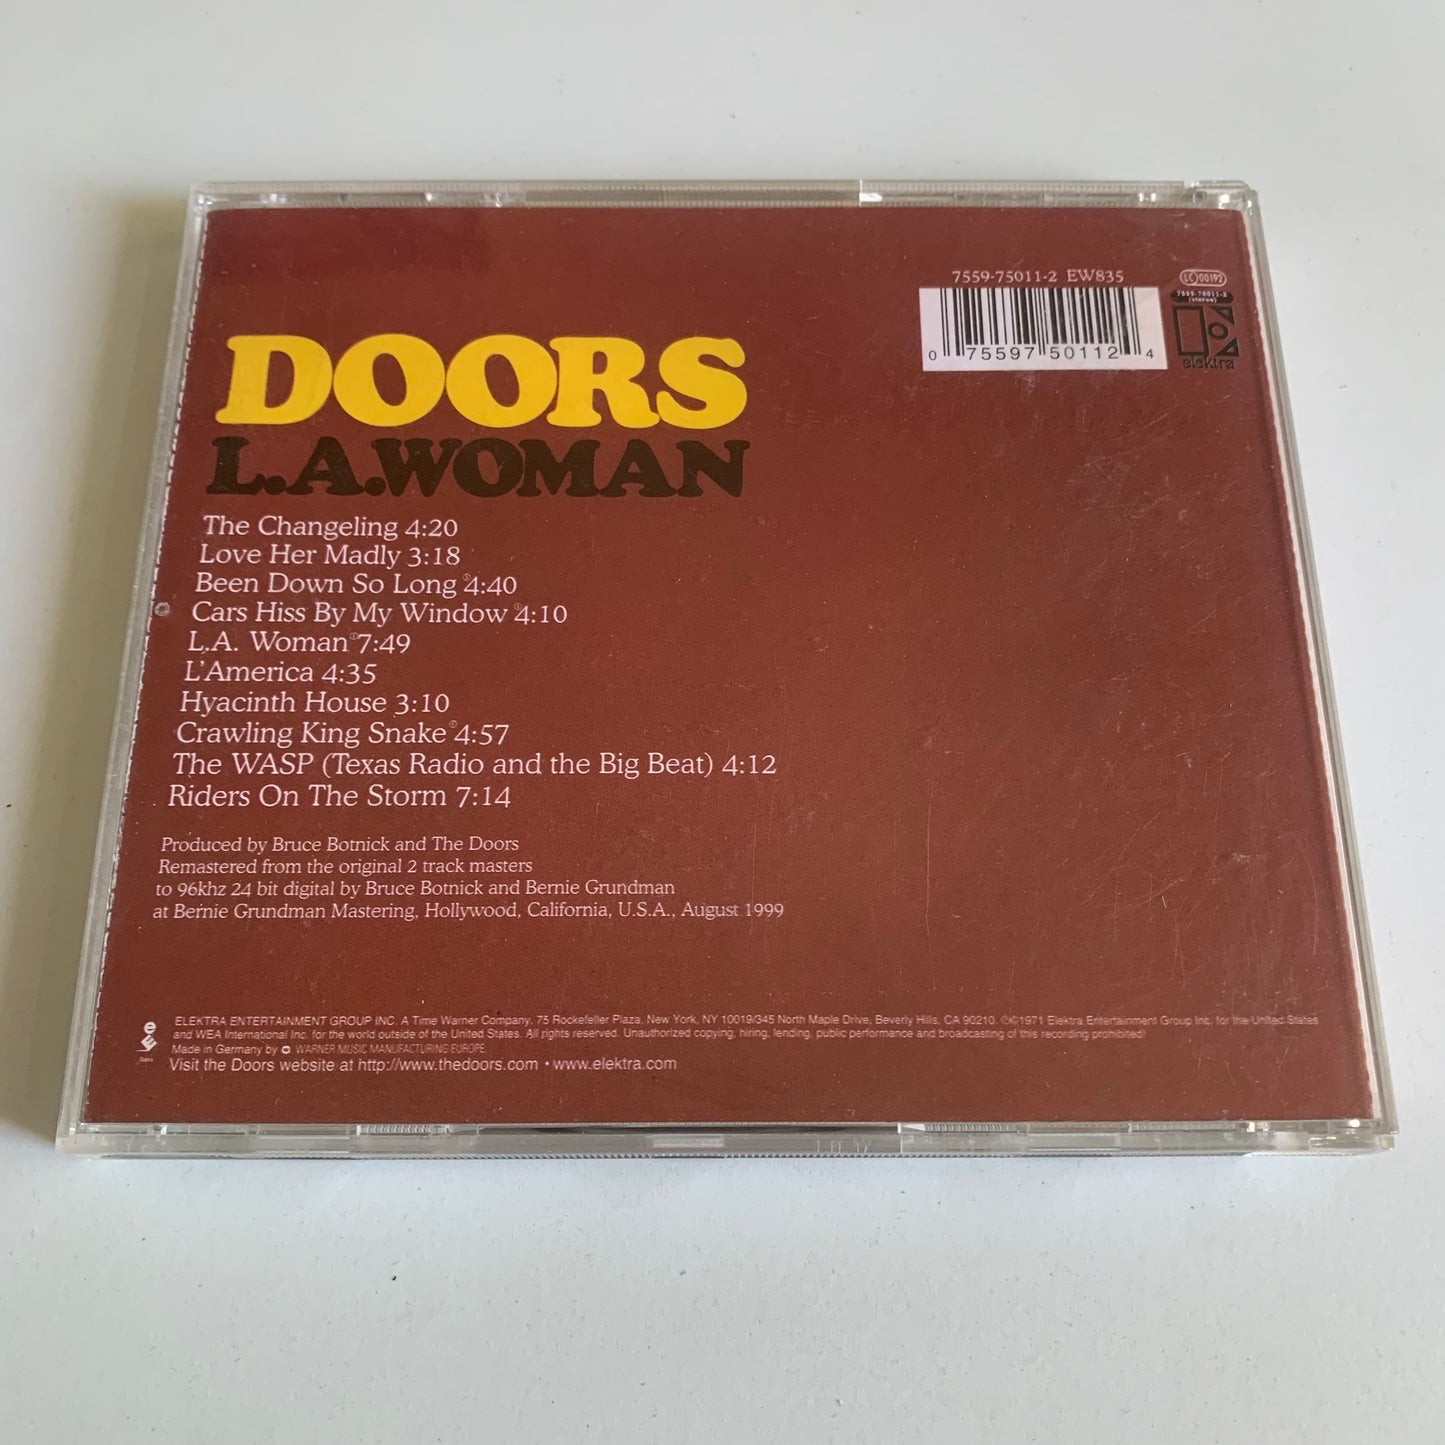 7559-75011-2 EW835
LC 00192
7559-75011-2
(stereo)
0 75597 50112 4
elektra
DOORS
L.A.WOMAN
The Changeling 4:20
Love Her Madly 3:18
Been Down So Long 4:40
Cars Hiss By My Window 4:10
L.A. Woman 7:49
L'America 4:35
Hyacinth House 3:10
Crawling King Snake 4:57
The WASP (Texas Radio and the Big Beat) 4:12
Riders On The Storm 7:14
Produced by Bruce Botnick and The Doors
Remastered from the original 2 track masters
to 96khz 24 bit digital by Bruce Botnick and Bernie Grundman
at Bernie Grundman Mastering, Hollywood, California, U.S.A., August 1999
ELEKTRA ENTERTAINMENT GROUP INC. A Time Warner Company. 75 Rockefeller Plaza, New York, NY 10019/345 North Maple Drive, Beverly Hills, CA 90210. ℗©1971 Elektra Entertainment Group Inc. for the United States
and WEA International Inc. for the world outside of the United States. All rights reserved. Unauthorized copying, hiring, lending, public performance and broadcasting of this recording prohibited!
Made in Germany by WARNER MUSIC MANUFACTURING EUROPE.
Visit the Doors website at http://www.thedoors.com • www.elektra.com